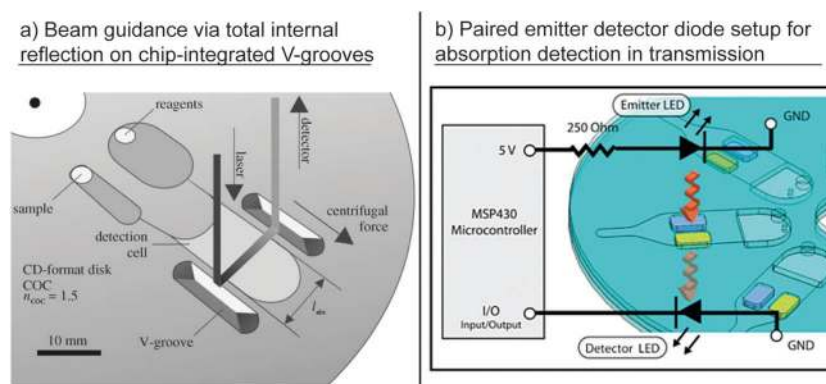 a) Beam guidance via total internal
reflection on chip-integrated V-grooves
reagents
sample
laser
detector
centrifugal
force
detection
cell
CD-format disk
COC
n_coc = 1.5
l_abs
10 mm
V-groove
b) Paired emitter detector diode setup for
absorption detection in transmission
Emitter LED
GND
250 Ohm
5 V
MSP430
Microcontroller
I/O
Input/Output
Detector LED
GND